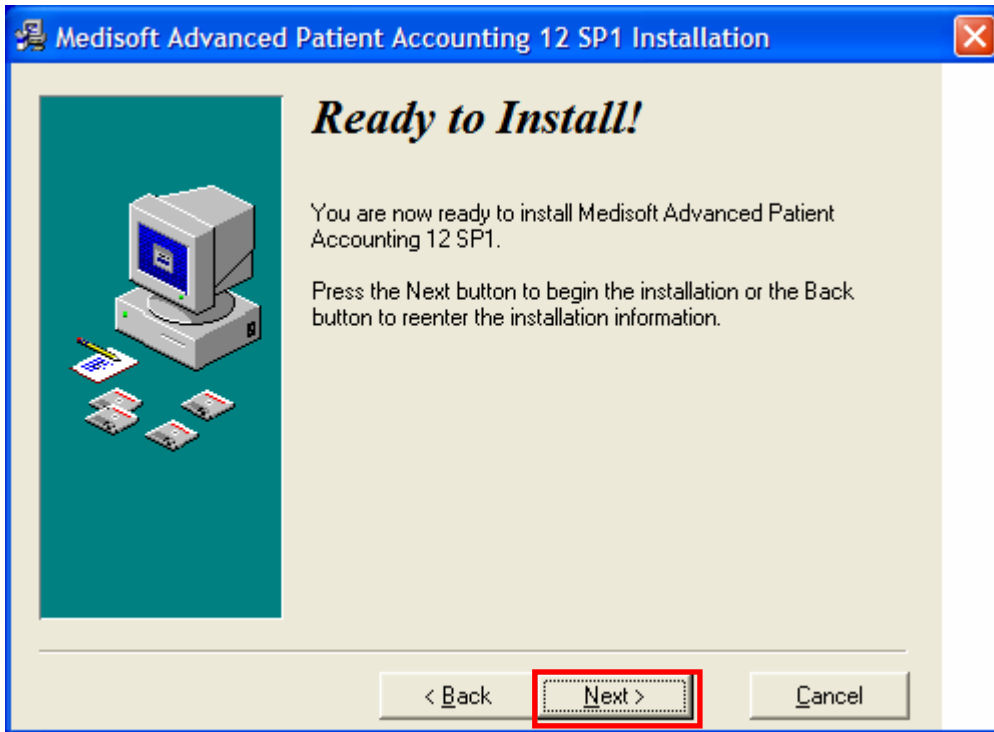 Medisoft Advanced Patient Accounting 12 SP1 Installation
Ready to Install!
You are now ready to install Medisoft Advanced Patient
Accounting 12 SP1.
Press the Next button to begin the installation or the Back
button to reenter the installation information.
< Back Next > Cancel